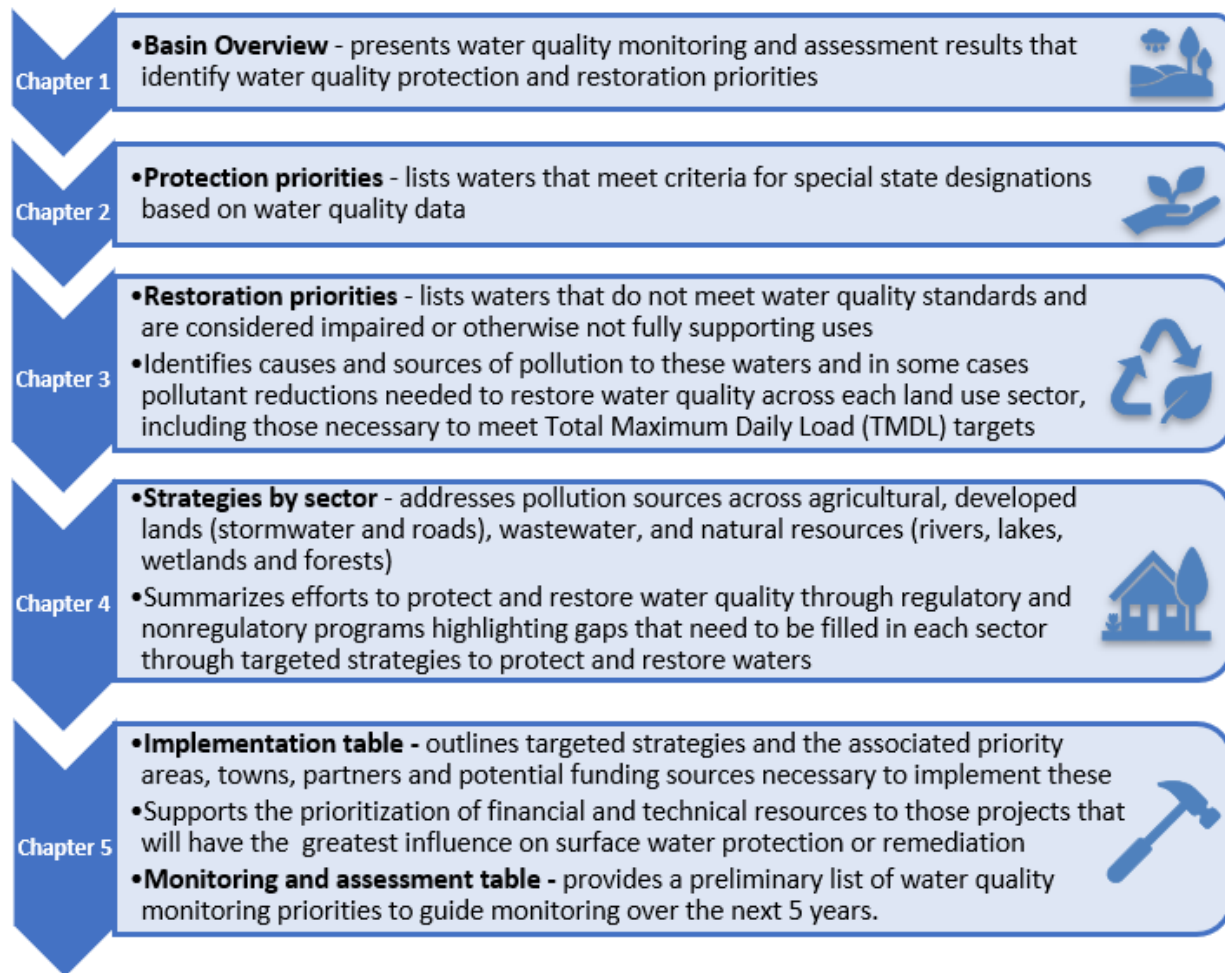 Chapter 1
•Basin Overview - presents water quality monitoring and assessment results that
identify water quality protection and restoration priorities
Chapter 2
•Protection priorities - lists waters that meet criteria for special state designations
based on water quality data
Chapter 3
•Restoration priorities - lists waters that do not meet water quality standards and
are considered impaired or otherwise not fully supporting uses
•Identifies causes and sources of pollution to these waters and in some cases
pollutant reductions needed to restore water quality across each land use sector,
including those necessary to meet Total Maximum Daily Load (TMDL) targets
Chapter 4
•Strategies by sector - addresses pollution sources across agricultural, developed
lands (stormwater and roads), wastewater, and natural resources (rivers, lakes,
wetlands and forests)
•Summarizes efforts to protect and restore water quality through regulatory and
nonregulatory programs highlighting gaps that need to be filled in each sector
through targeted strategies to protect and restore waters
Chapter 5
•Implementation table - outlines targeted strategies and the associated priority
areas, towns, partners and potential funding sources necessary to implement these
•Supports the prioritization of financial and technical resources to those projects that
will have the greatest influence on surface water protection or remediation
•Monitoring and assessment table - provides a preliminary list of water quality
monitoring priorities to guide monitoring over the next 5 years.